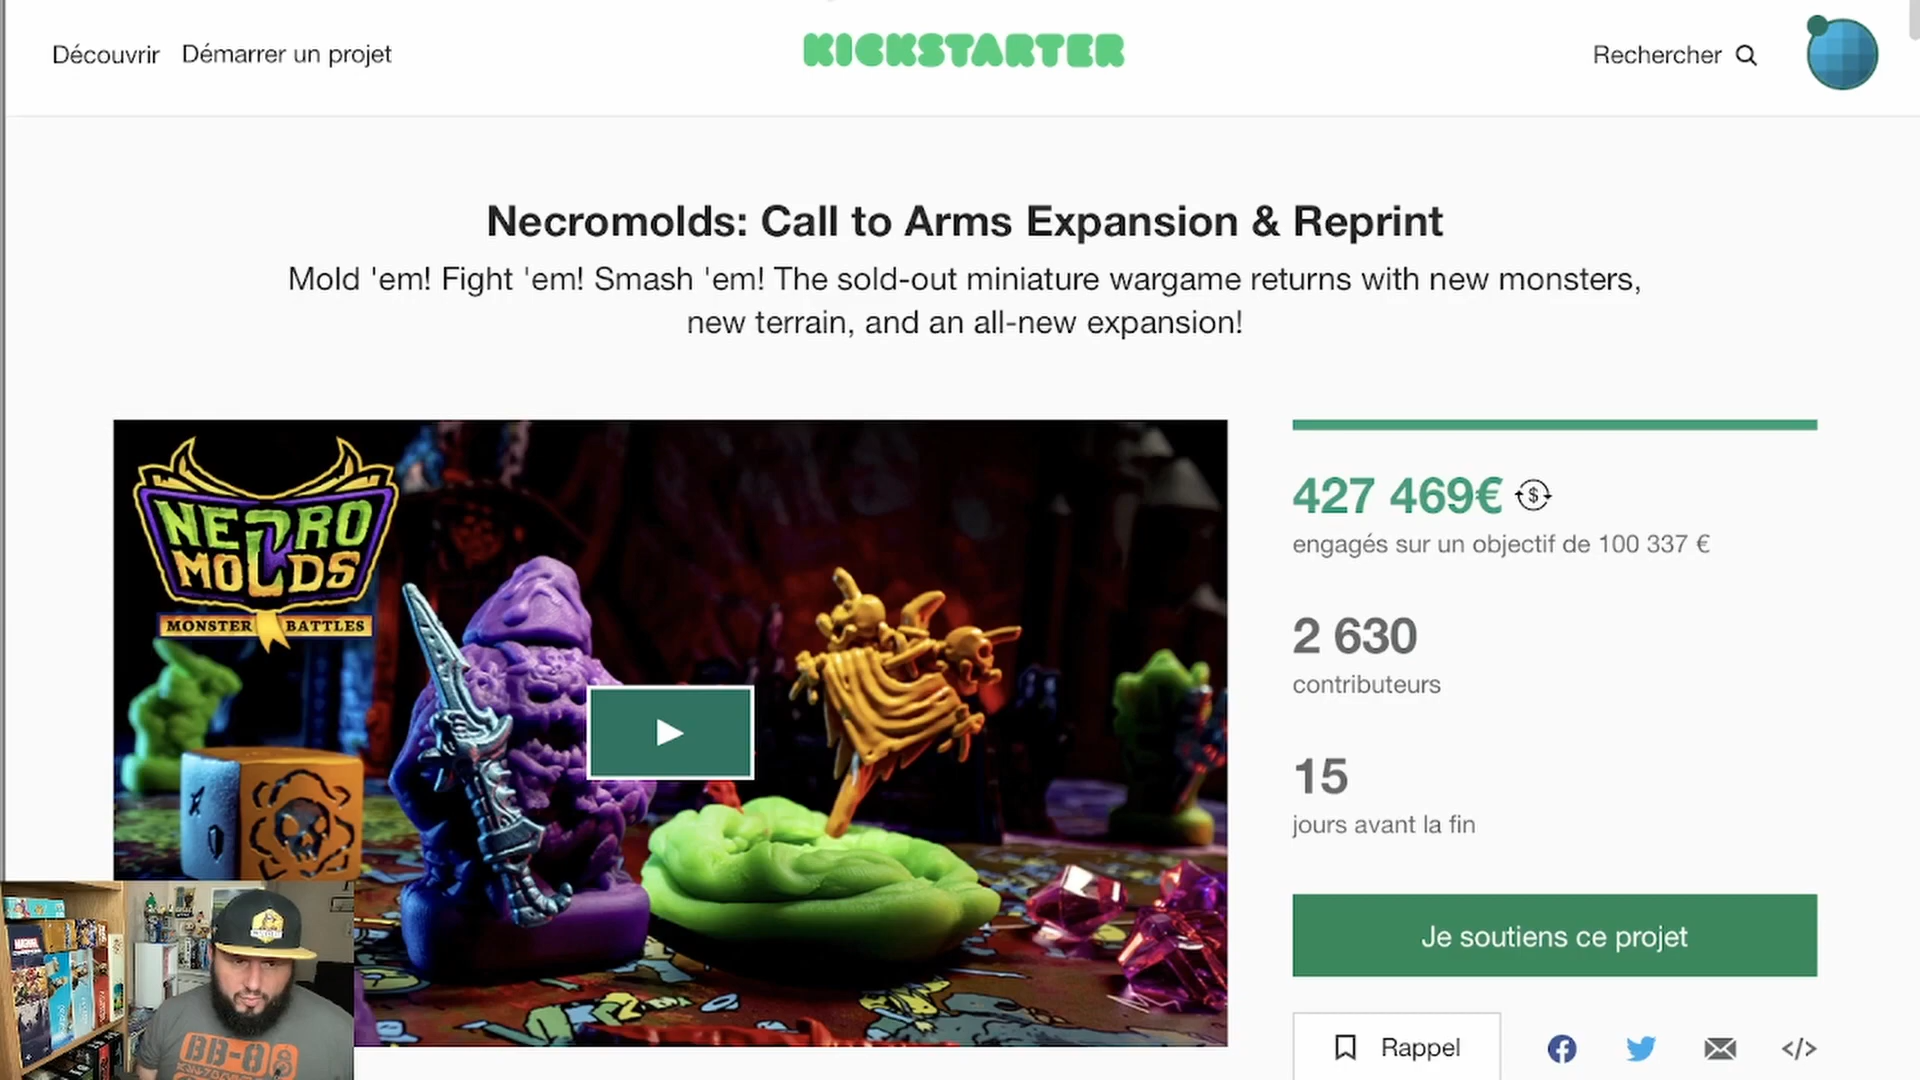 Découvrir
Démarrer un projet
KICKSTARTER
Rechercher
Necromolds: Call to Arms Expansion & Reprint
Mold 'em! Fight 'em! Smash 'em! The sold-out miniature wargame returns with new monsters,
new terrain, and an all-new expansion!
NECRO
MOLDS
MONSTER BATTLES
427 469€
engagés sur un objectif de 100 337 €
2 630
contributeurs
15
jours avant la fin
Je soutiens ce projet
Rappel
MARVEL
BB-8